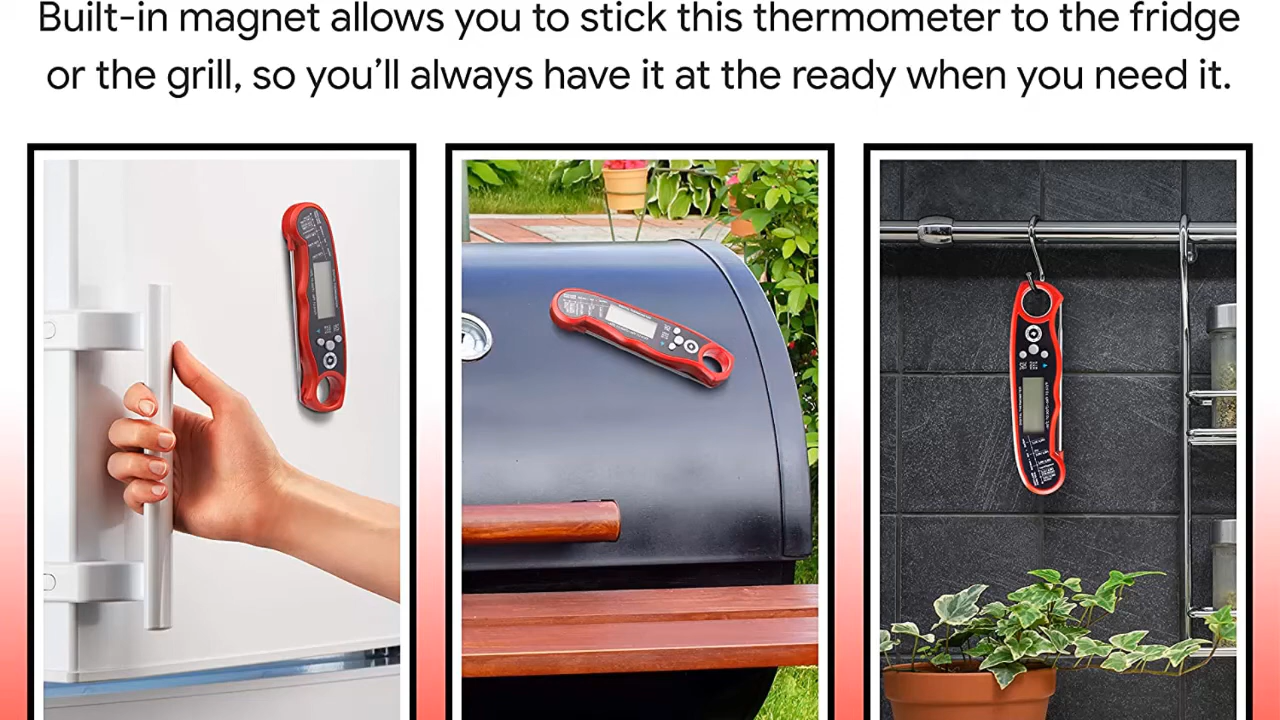 Built-in magnet allows you to stick this thermometer to the fridge
or the grill, so you’ll always have it at the ready when you need it.